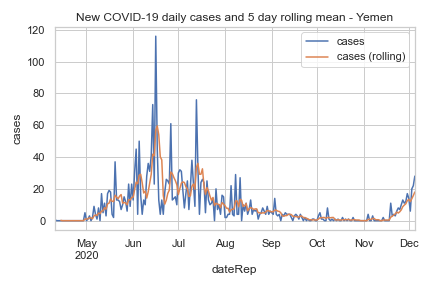 New COVID-19 daily cases and 5 day rolling mean - Yemen
120
100
80
60
40
20
0
cases
cases
cases (rolling)
May
2020
Jun
Jul
Aug
Sep
Oct
Nov
Dec
dateRep